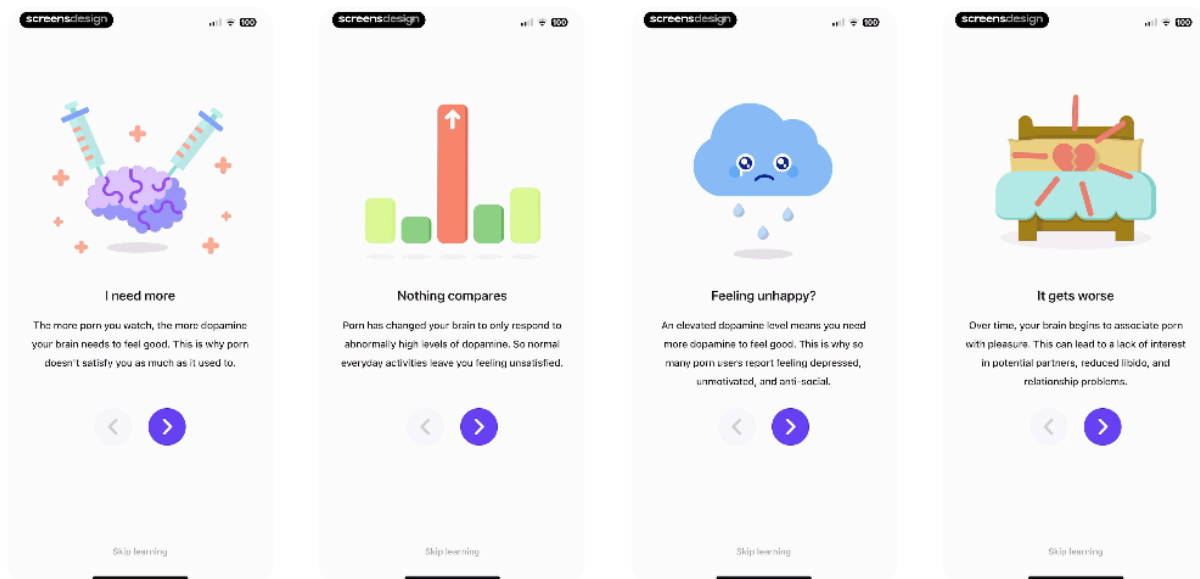 screensdesign
100
I need more
The more porn you watch, the more dopamine
your brain needs to feel good. This is why porn
doesn't satisfy you as much as it used to.
Skip learning
screensdesign
100
Nothing compares
Porn has changed your brain to only respond to
abnormally high levels of dopamine. So normal
everyday activities leave you feeling unsatisfied.
Skip learning
screensdesign
100
Feeling unhappy?
An elevated dopamine level means you need
more dopamine to feel good. This is why so
many porn users report feeling depressed,
unmotivated, and anti-social.
Skip learning
screensdesign
100
It gets worse
Over time, your brain begins to associate porn
with pleasure. This can lead to a lack of interest
in potential partners, reduced libido, and
relationship problems.
Skip learning